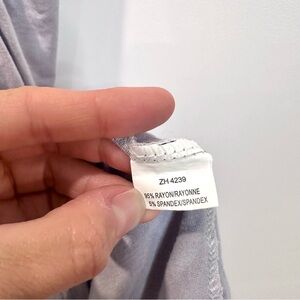 ZH 4239
95% RAYON/RAYONNE
5% SPANDEX/SPANDEX